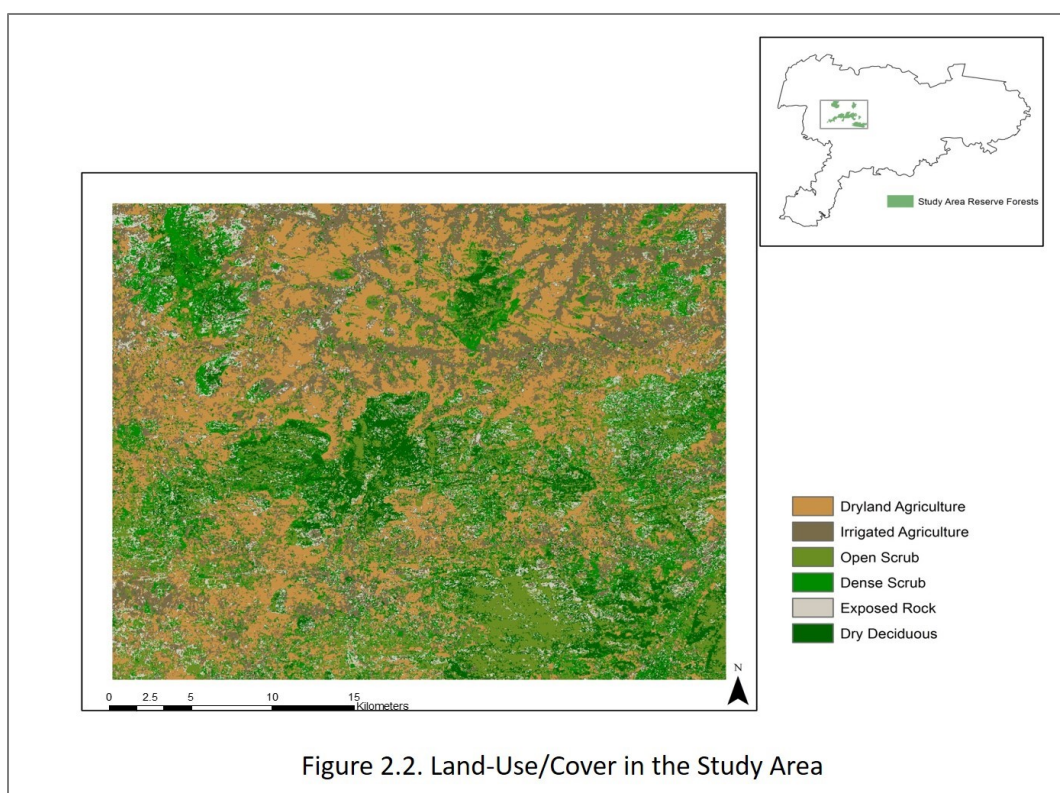 Study Area Reserve Forests
Dryland Agriculture
Irrigated Agriculture
Open Scrub
Dense Scrub
Exposed Rock
Dry Deciduous
N
0 2.5 5 10 15
Kilometers
Figure 2.2. Land-Use/Cover in the Study Area